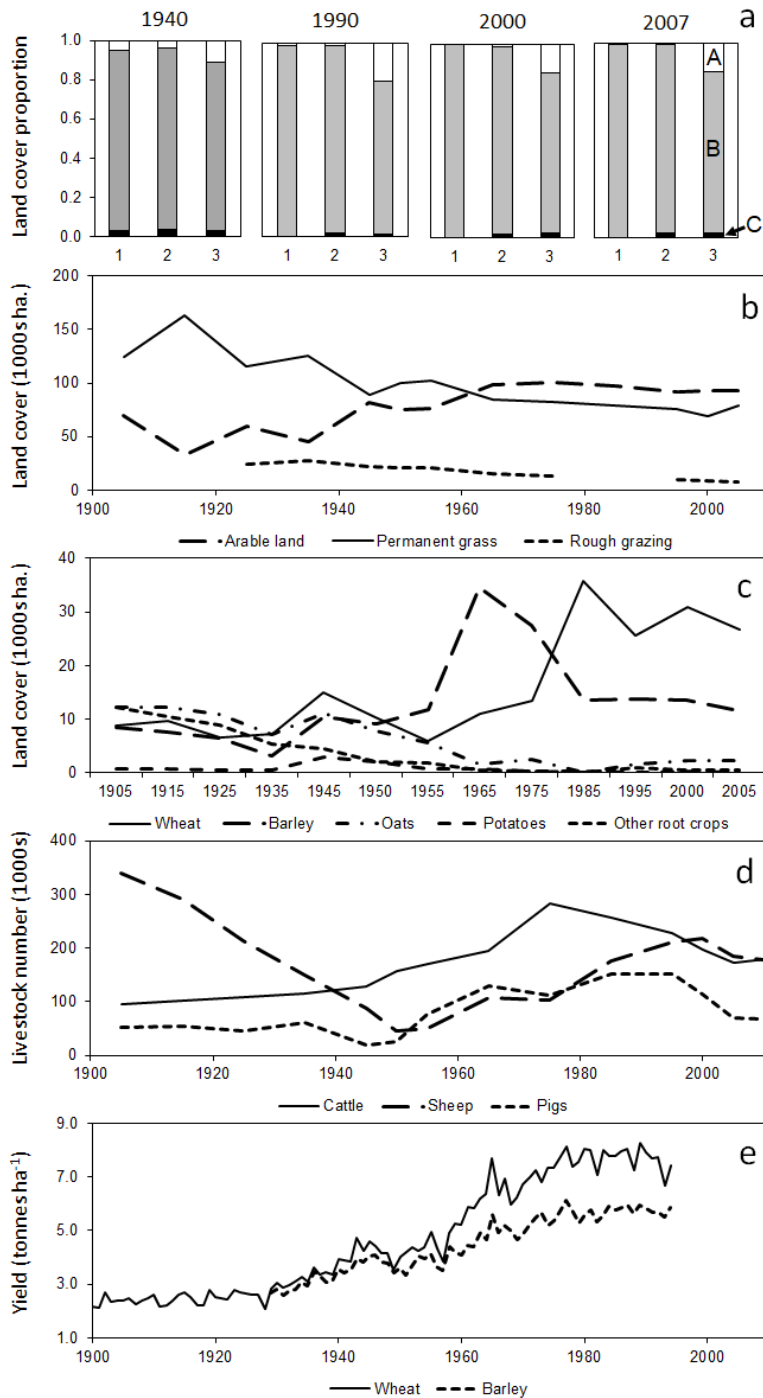 1940 1990 2000 2007 a
Land cover proportion
1.0
0.8
0.6
0.4
0.2
0.0
A
B
C
1 2 3 1 2 3 1 2 3 1 2 3
b
Land cover (1000s ha.)
200
150
100
50
0
1900 1920 1940 1960 1980 2000
Arable land Permanent grass Rough grazing
c
Land cover (1000s ha.)
40
30
20
10
0
1905 1915 1925 1935 1945 1950 1955 1965 1975 1985 1995 2000 2005
Wheat Barley Oats Potatoes Other root crops
d
Livestock number (1000s)
400
300
200
100
0
1900 1920 1940 1960 1980 2000
Cattle Sheep Pigs
e
Yield (tonnes ha⁻¹)
9.0
7.0
5.0
3.0
1.0
1900 1920 1940 1960 1980 2000
Wheat Barley